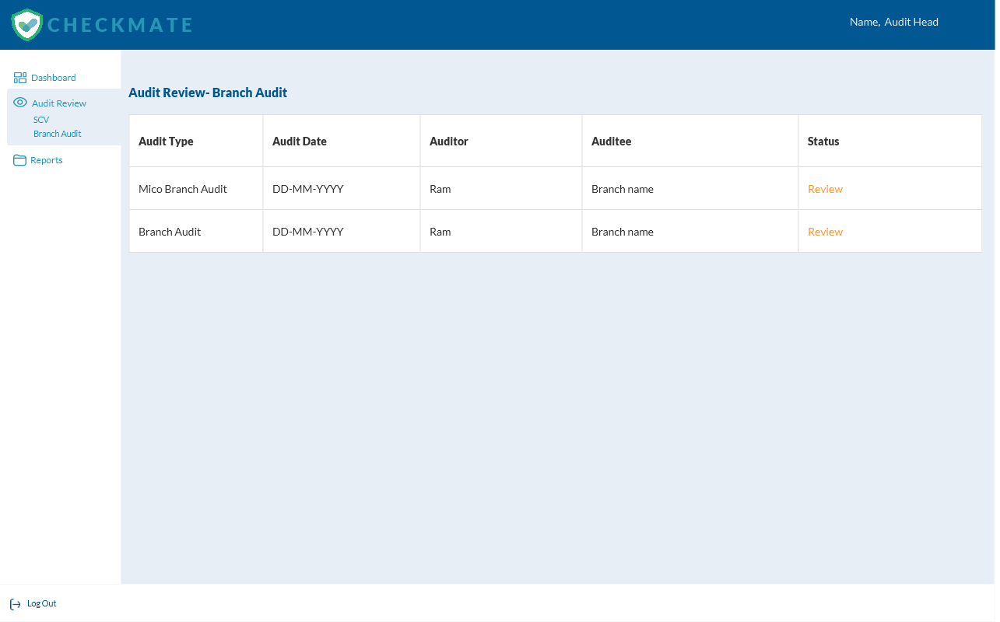 CHECKMATE
Name, Audit Head
Dashboard
Audit Review
SCV
Branch Audit
Reports
Audit Review- Branch Audit
Audit Type Audit Date Auditor Auditee Status
Mico Branch Audit DD-MM-YYYY Ram Branch name Review
Branch Audit DD-MM-YYYY Ram Branch name Review
Log Out